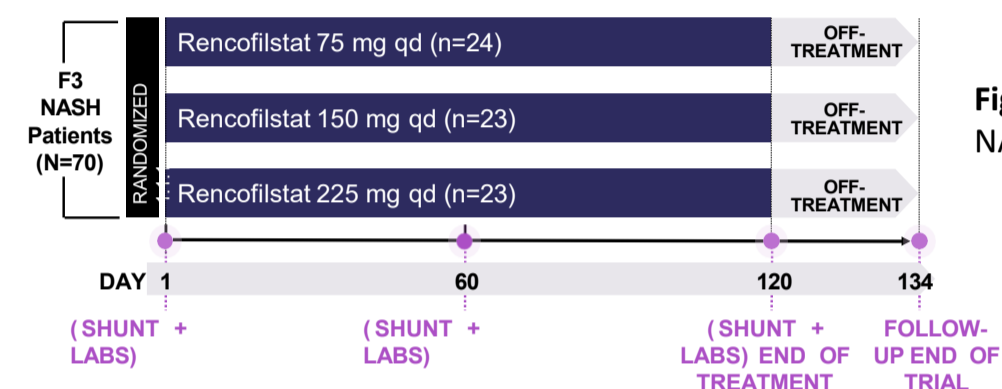 F3
NASH
Patients
(N=70)
RANDOMIZED
Rencofilstat 75 mg qd (n=24)
OFF-
TREATMENT
Rencofilstat 150 mg qd (n=23)
OFF-
TREATMENT
Rencofilstat 225 mg qd (n=23)
OFF-
TREATMENT
DAY 1 60 120 134
(SHUNT +
LABS)
(SHUNT +
LABS)
(SHUNT +
LABS) END OF
TREATMENT
FOLLOW-
UP END OF
TRIAL